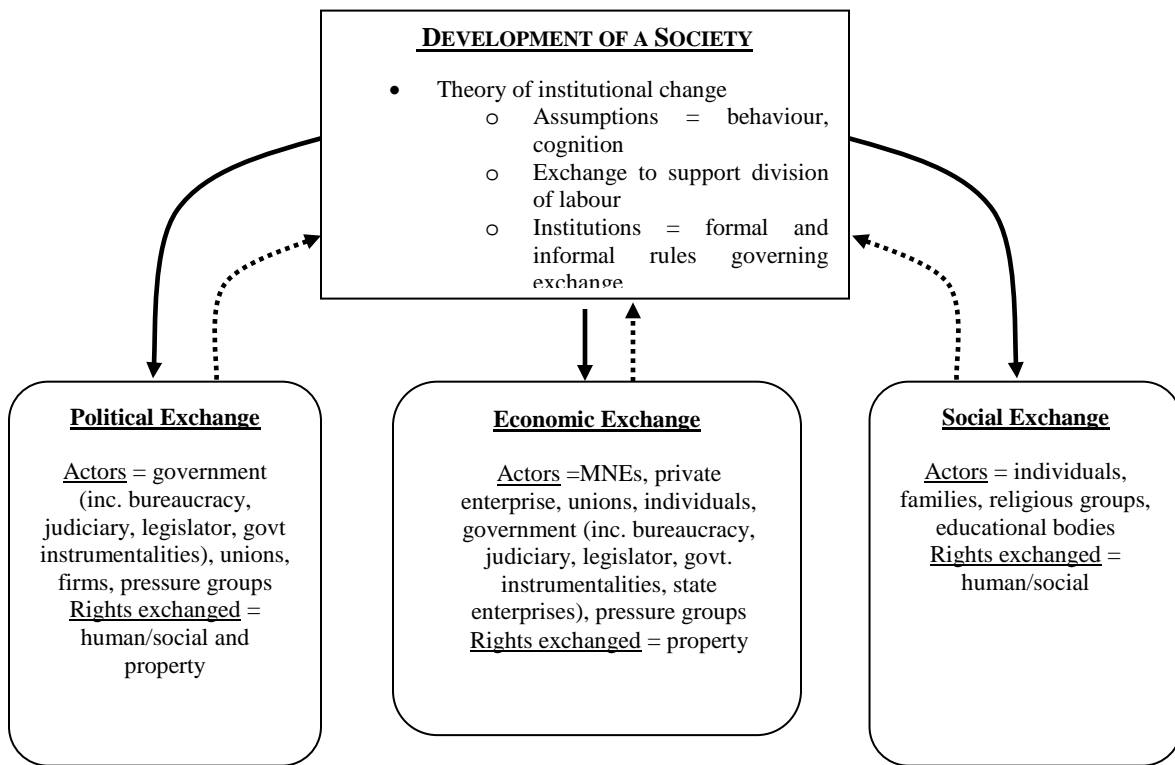 DEVELOPMENT OF A SOCIETY
• Theory of institutional change
o Assumptions = behaviour,
cognition
o Exchange to support division
of labour
o Institutions = formal and
informal rules governing
exchange
Political Exchange
Actors = government
(inc. bureaucracy,
judiciary, legislator, govt
instrumentalities), unions,
firms, pressure groups
Rights exchanged =
human/social and
property
Economic Exchange
Actors =MNEs, private
enterprise, unions, individuals,
government (inc. bureaucracy,
judiciary, legislator, govt.
instrumentalities, state
enterprises), pressure groups
Rights exchanged = property
Social Exchange
Actors = individuals,
families, religious groups,
educational bodies
Rights exchanged =
human/social